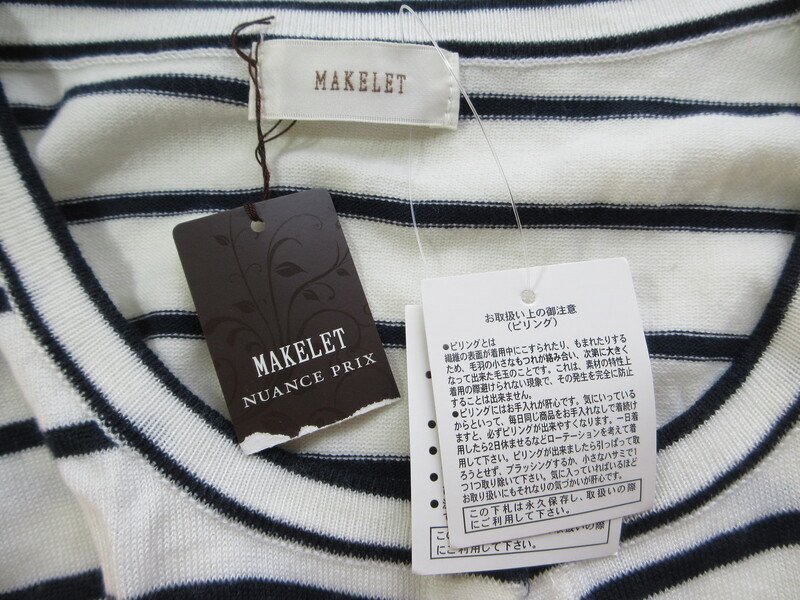 MAKELET
MAKELET
NUANCE PRIX
お取扱い上の御注意
(ピリング)
●ピリングとは
繊維の表面が着用中にこすられたり、もまれたりする
ため、毛羽の小さなもつれが絡み合い、次第に大きく
なって出来た毛玉のことです。これは、素材の特性上
着用の際避けられない現象で、その発生を完全に防止
することは出来ません。
●ピリングにはお手入れが肝心です。気にいっている
からといって、毎日同じ商品をお手入れなしで着続け
ますと、必ずピリングが出来やすくなります。一日着
用したら2日休ませるなどローテーションを考えて着
用して下さい。ピリングが出来ましたら引っぱって取
ろうとせず、ブラッシングするか、小さなハサミで1
つ1つ取り除いて下さい。気に入っていればいるほど
お取り扱いにもそれなりの気づかいが肝心です。
この下札は永久保存し、取扱いの際
にご利用して下さい。
にご利用して下さい。